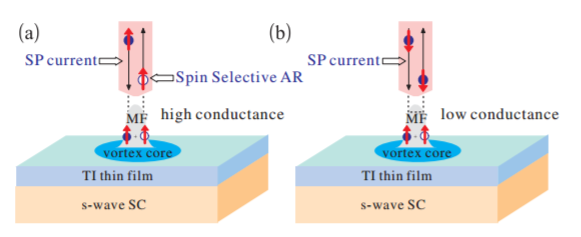 (a)
SP current
Spin Selective AR
MF
high conductance
vortex core
TI thin film
s-wave SC
(b)
SP current
MF
low conductance
vortex core
TI thin film
s-wave SC